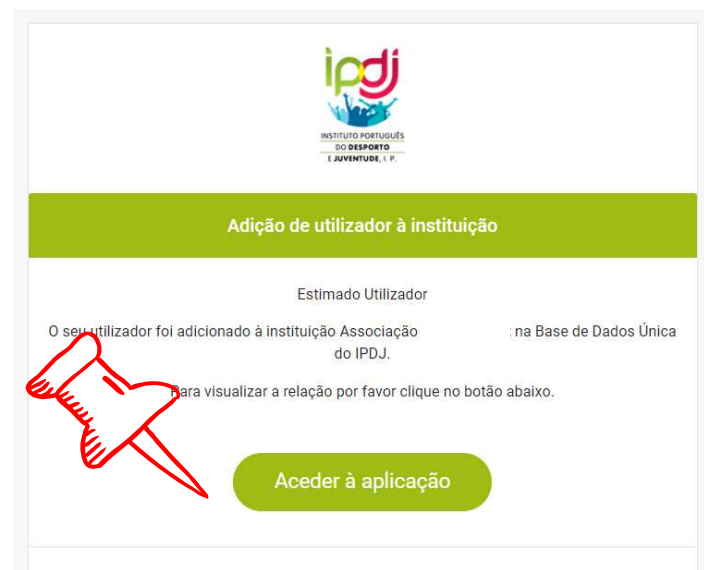 ipdj
INSTITUTO PORTUGUÊS
DO DESPORTO
E JUVENTUDE, I. P.
Adição de utilizador à instituição
Estimado Utilizador
O seu utilizador foi adicionado à instituição Associação : na Base de Dados Única
do IPDJ.
Para visualizar a relação por favor clique no botão abaixo.
Aceder à aplicação